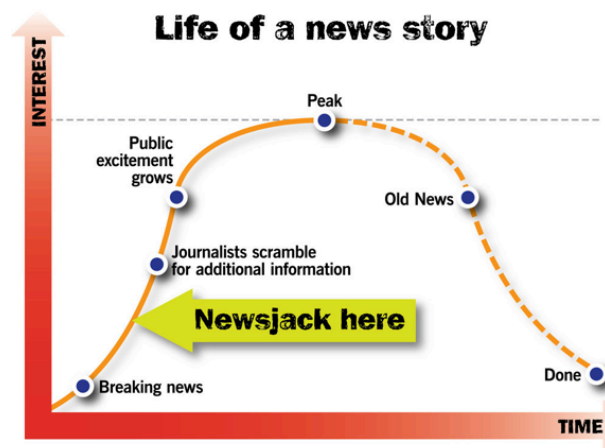 Life of a news story
INTEREST
Peak
Public
excitement
grows
Old News
Journalists scramble
for additional information
Newsjack here
Breaking news
Done
TIME